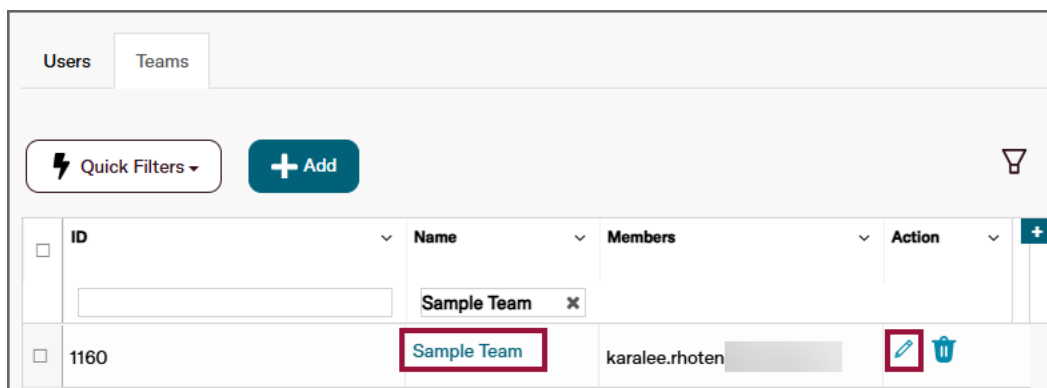 Users Teams
Quick Filters Add
ID Name Members Action
Sample Team
1160 Sample Team karalee.rhoten